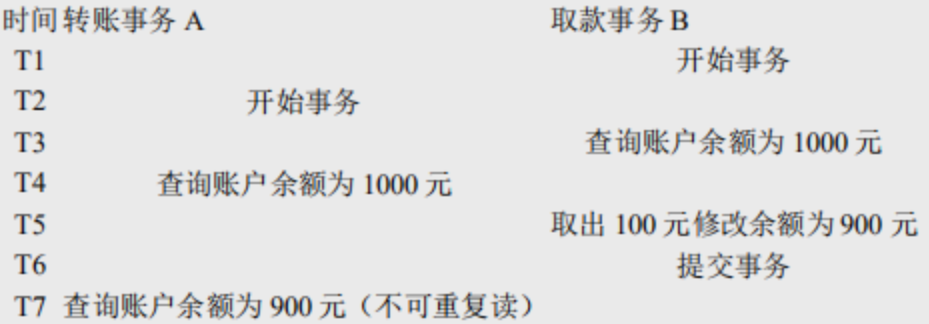 时间 转账事务 A 取款事务 B
T1 开始事务
T2 开始事务
T3 查询账户余额为 1000 元
T4 查询账户余额为 1000 元
T5 取出 100 元修改余额为 900 元
T6 提交事务
T7 查询账户余额为 900 元（不可重复读）